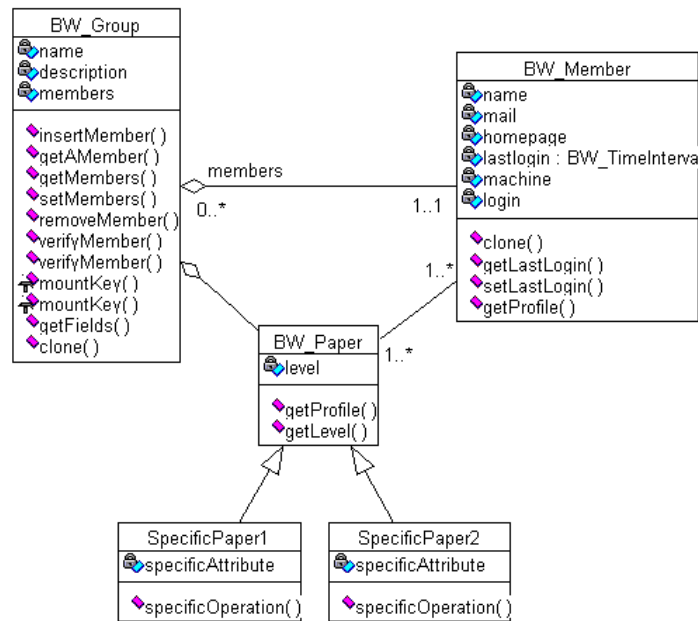 BW_Group
name
description
members
insertMember( )
getAMember( )
getMembers( )
setMembers( )
removeMember( )
verifyMember( )
verifyMember( )
mountKey( )
mountKey( )
getFields( )
clone( )
members
0..*
1..1
BW_Member
name
mail
homepage
lastlogin : BW_TimeInterva
machine
login
clone( )
getLastLogin( )
setLastLogin( )
getProfile( )
1..*
1..*
BW_Paper
level
getProfile( )
getLevel( )
SpecificPaper1
specificAttribute
specificOperation( )
SpecificPaper2
specificAttribute
specificOperation( )